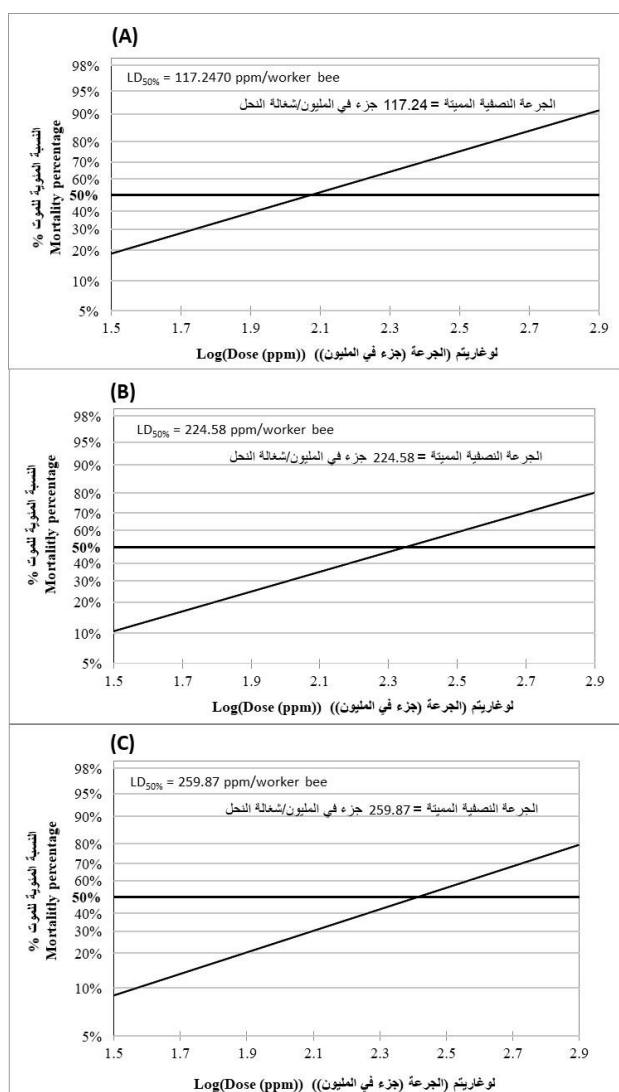 (A)
LD50% = 117.2470 ppm/worker bee
الجرعة النصفية المميتة = 117.24 جزء في المليون/شغالة النحل
98%
95%
90%
80%
70%
60%
50%
40%
30%
20%
10%
5%
النسبة المئوية للموت %
Mortality percentage
1.5 1.7 1.9 2.1 2.3 2.5 2.7 2.9
Log(Dose (ppm)) لوغاريتم (الجرعة (جزء في المليون))
(B)
LD50% = 224.58 ppm/worker bee
الجرعة النصفية المميتة = 224.58 جزء في المليون/شغالة النحل
98%
95%
90%
80%
70%
60%
50%
40%
30%
20%
10%
5%
النسبة المئوية للموت %
Mortalitly percentage
1.5 1.7 1.9 2.1 2.3 2.5 2.7 2.9
Log(Dose (ppm)) لوغاريتم (الجرعة (جزء في المليون))
(C)
LD50% = 259.87 ppm/worker bee
الجرعة النصفية المميتة = 259.87 جزء في المليون/شغالة النحل
98%
95%
90%
80%
70%
60%
50%
40%
30%
20%
10%
5%
النسبة المئوية للموت %
Mortalitly percentage
1.5 1.7 1.9 2.1 2.3 2.5 2.7 2.9
Log(Dose (ppm)) لوغاريتم (الجرعة (جزء في المليون))